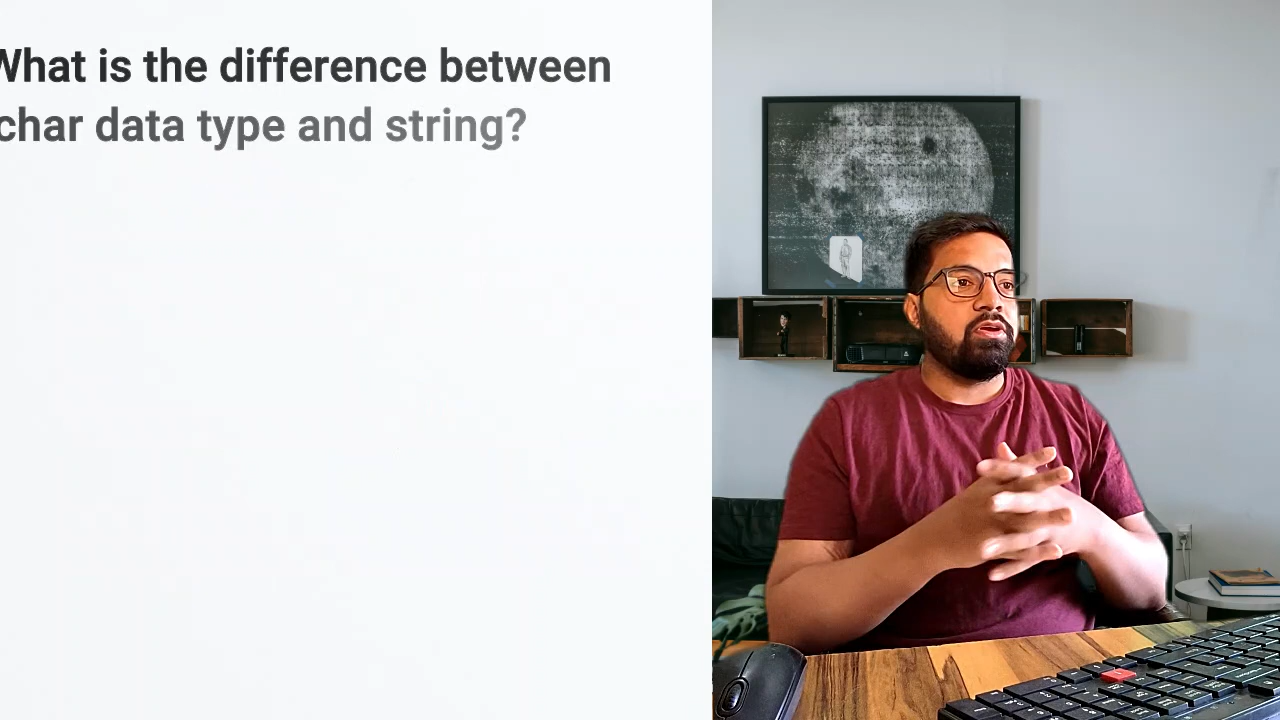 What is the difference between
char data type and string?